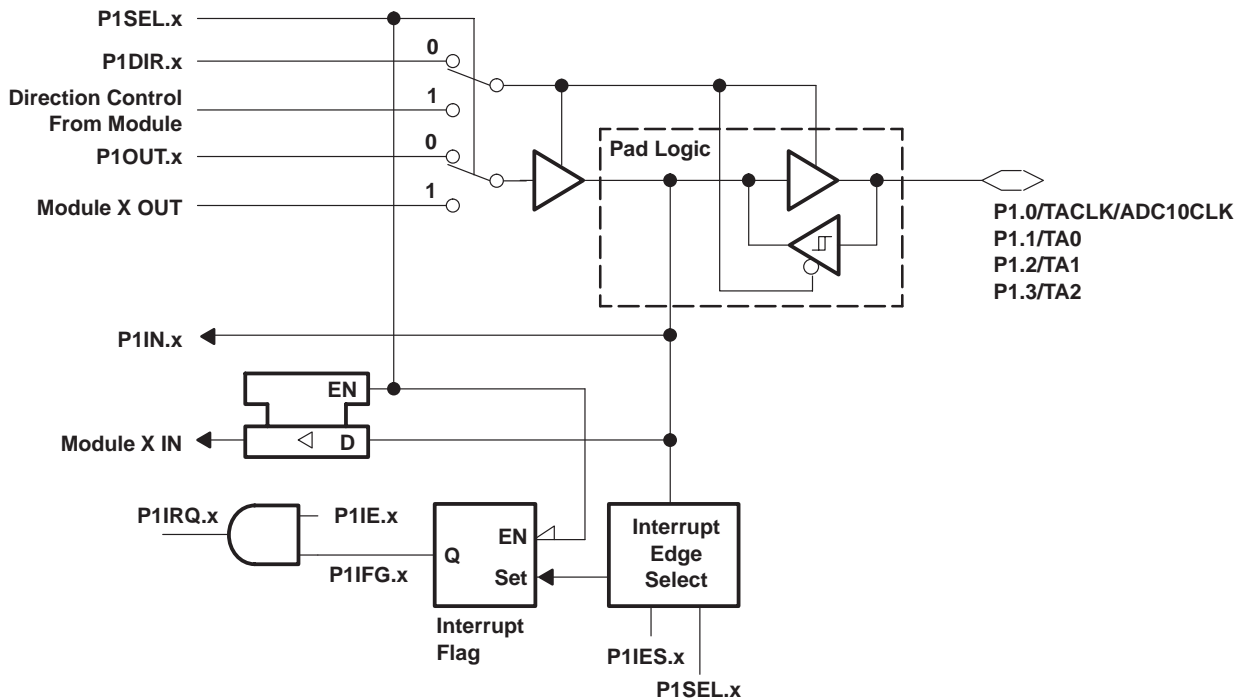 P1SEL.x
P1DIR.x
0
Direction Control
From Module
1
P1OUT.x
0
Module X OUT
1
Pad Logic
P1.0/TACLK/ADC10CLK
P1.1/TA0
P1.2/TA1
P1.3/TA2
P1IN.x
EN
Module X IN
D
P1IRQ.x
P1IE.x
P1IFG.x
Q
EN
Set
Interrupt
Flag
Interrupt
Edge
Select
P1IES.x
P1SEL.x